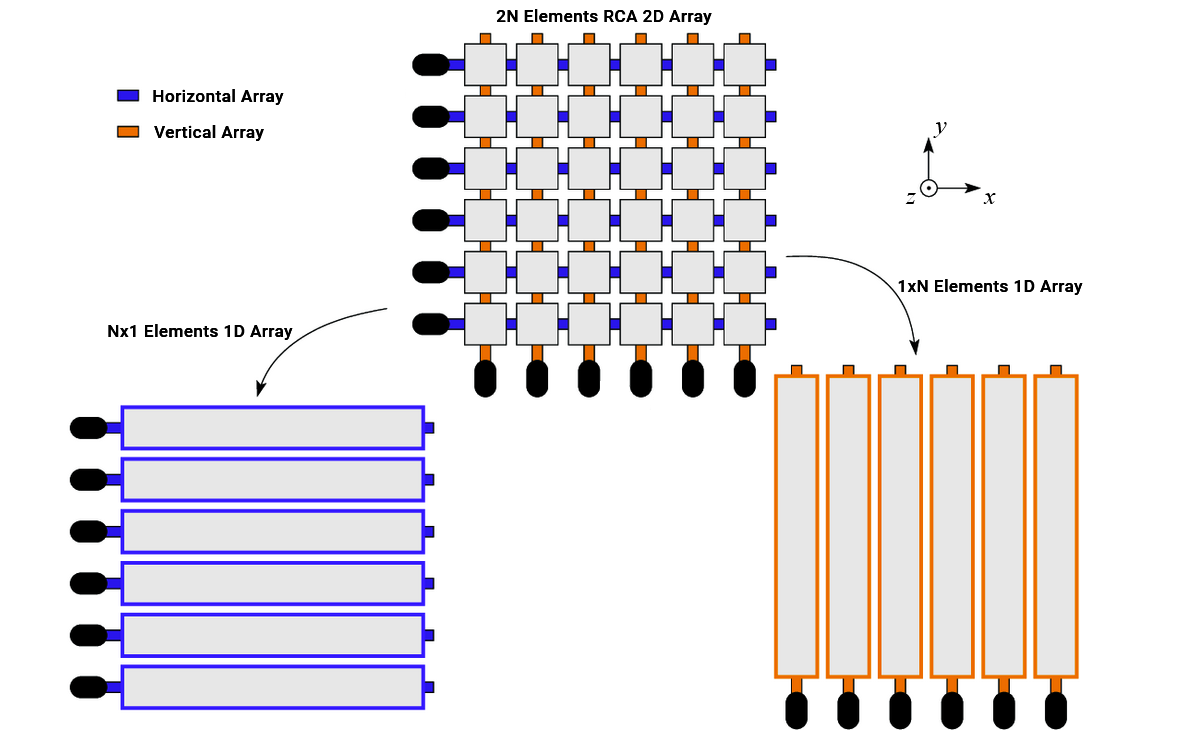 2N Elements RCA 2D Array
Horizontal Array
Vertical Array
y
z
x
1xN Elements 1D Array
Nx1 Elements 1D Array